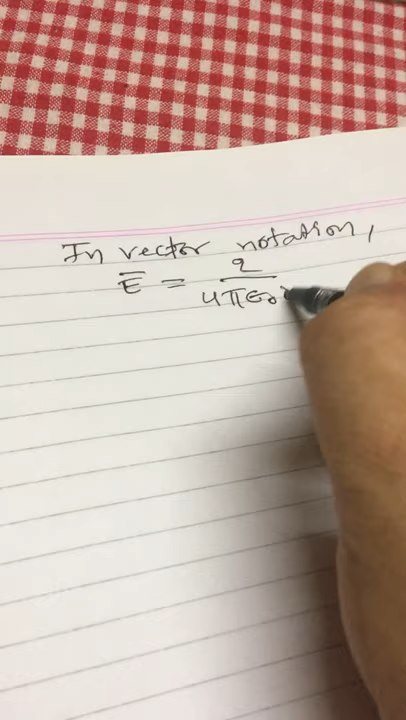 In vector notation,
E̅ = q / 4πϵ₀